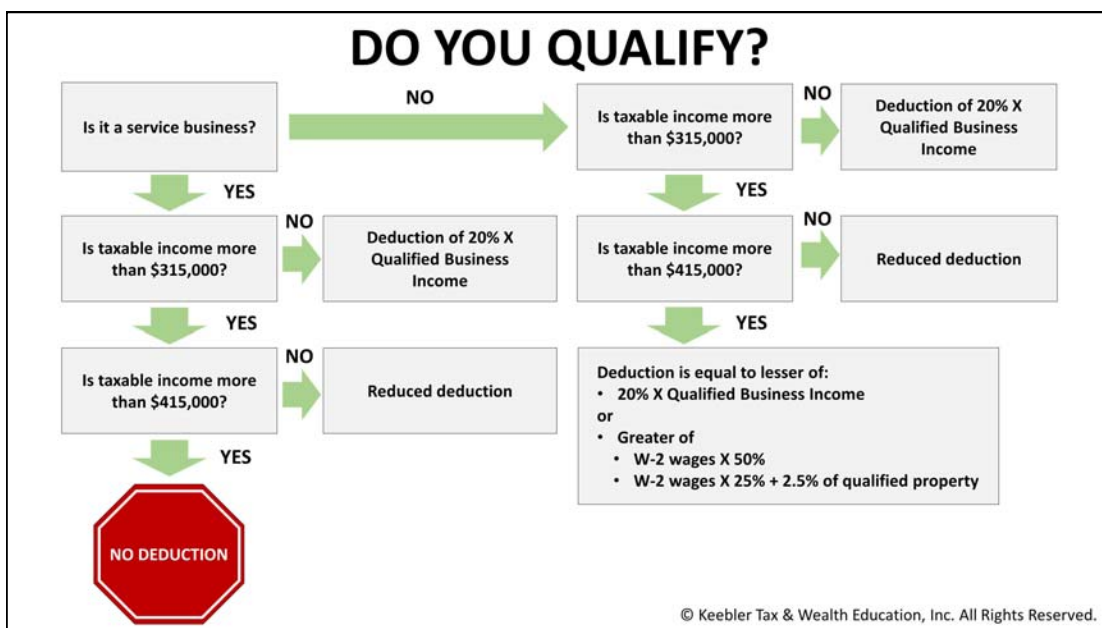 DO YOU QUALIFY?
Is it a service business?
NO
Is taxable income more
than $315,000?
NO
Deduction of 20% X
Qualified Business
Income
YES
YES
Is taxable income more
than $315,000?
NO
Deduction of 20% X
Qualified Business
Income
Is taxable income more
than $415,000?
NO
Reduced deduction
YES
YES
Is taxable income more
than $415,000?
NO
Reduced deduction
Deduction is equal to lesser of:
• 20% X Qualified Business Income
or
• Greater of
• W-2 wages X 50%
• W-2 wages X 25% + 2.5% of qualified property
YES
NO DEDUCTION
© Keebler Tax & Wealth Education, Inc. All Rights Reserved.